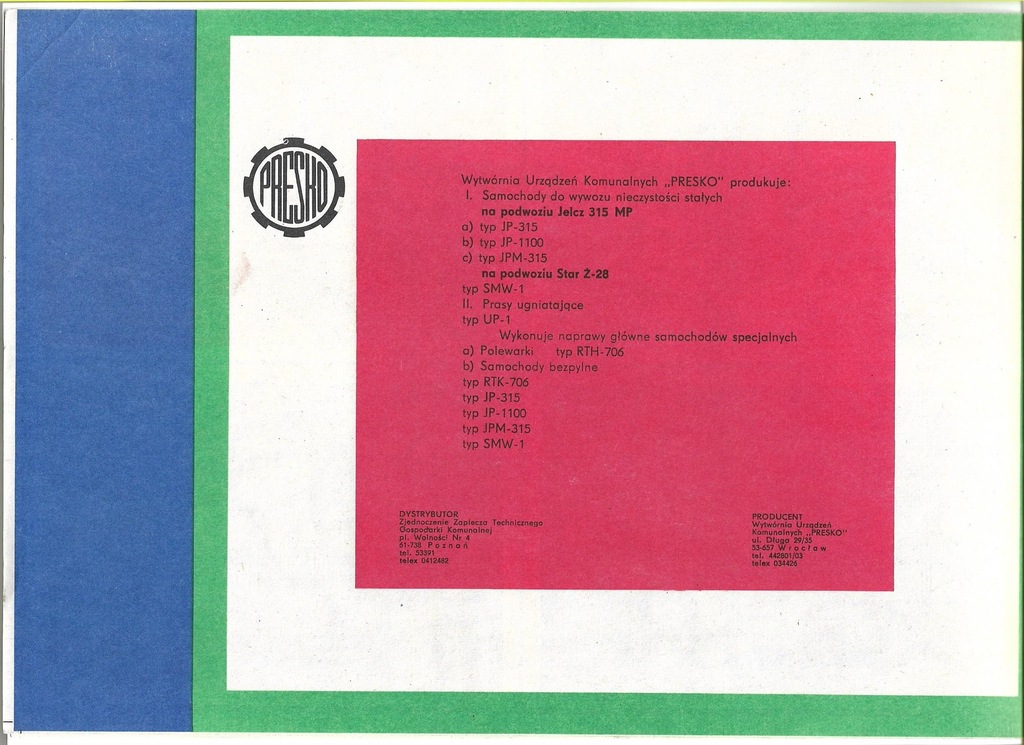 PRESKO
Wytwórnia Urządzeń Komunalnych „PRESKO" produkuje:
I. Samochody do wywozu nieczystości stałych
na podwoziu Jelcz 315 MP
a) typ JP-315
b) typ JP-1100
c) typ JPM-315
na podwoziu Star Ż-28
typ SMW-1
II. Prasy ugniatające
typ UP-1
Wykonuje naprawy główne samochodów specjalnych
a) Polewarki typ RTH-706
b) Samochody bezpylne
typ RTK-706
typ JP-315
typ JP-1100
typ JPM-315
typ SMW-1
DYSTRYBUTOR
Zjednoczenie Zaplecza Technicznego
Gospodarki Komunalnej
pl. Wolności Nr 4
61-738 Poznań
tel. 53391
telex 0412482
PRODUCENT
Wytwórnia Urządzeń
Komunalnych „PRESKO"
ul. Długa 29/35
53-657 Wrocław
tel. 442801/03
telex 034426